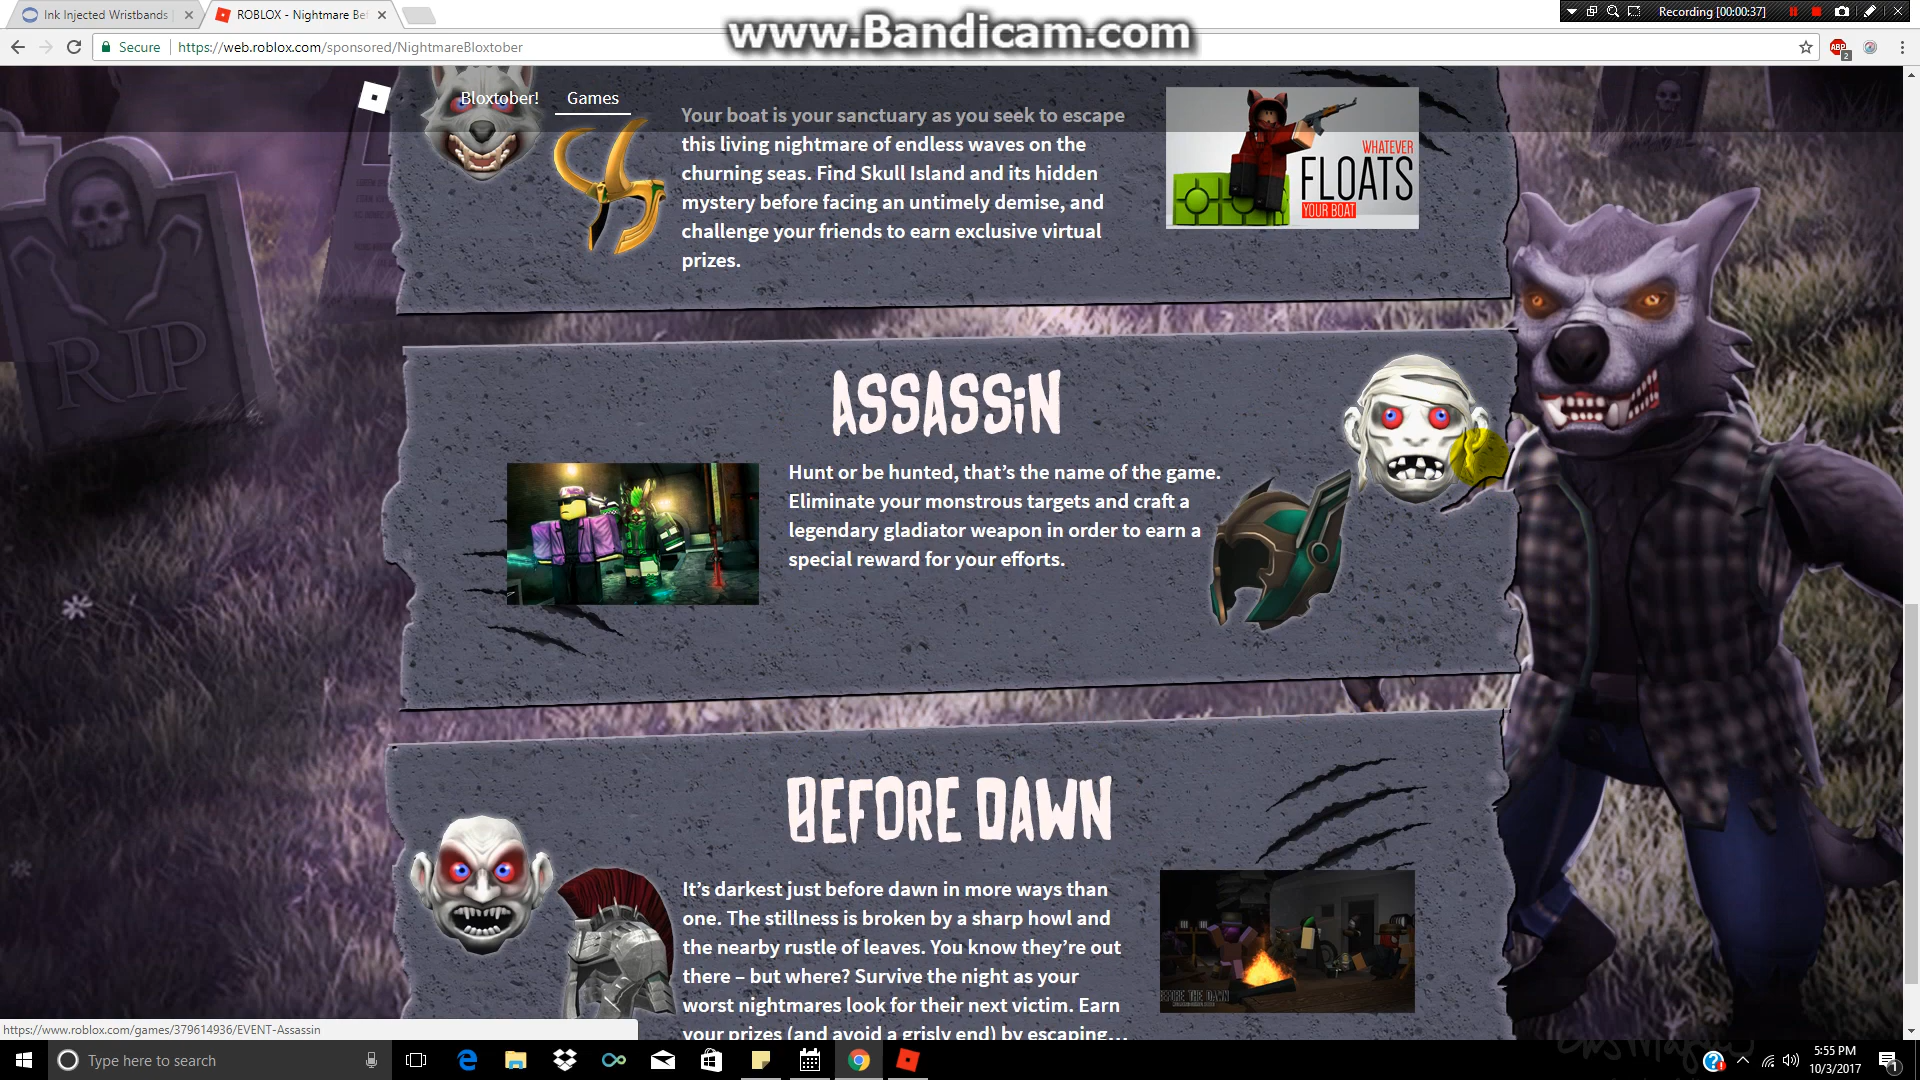 Ink Injected Wristbands
ROBLOX - Nightmare Be
www.Bandicam.com
Recording [00:00:37]
Secure
https://web.roblox.com/sponsored/NightmareBloxtober
ABP
2
Bloxtober!
Games
Your boat is your sanctuary as you seek to escape
this living nightmare of endless waves on the
churning seas. Find Skull Island and its hidden
mystery before facing an untimely demise, and
challenge your friends to earn exclusive virtual
prizes.
WHATEVER
FLOATS
YOUR BOAT
RIP
ASSASSiN
Hunt or be hunted, that's the name of the game.
Eliminate your monstrous targets and craft a
legendary gladiator weapon in order to earn a
special reward for your efforts.
BEFORE DAWN
It's darkest just before dawn in more ways than
one. The stillness is broken by a sharp howl and
the nearby rustle of leaves. You know they're out
there – but where? Survive the night as your
worst nightmares look for their next victim. Earn
your prizes (and avoid a grisly end) by escaping...
BEFORE THE DAWN
https://www.roblox.com/games/379614936/EVENT-Assassin
Type here to search
5:55 PM
10/3/2017
1